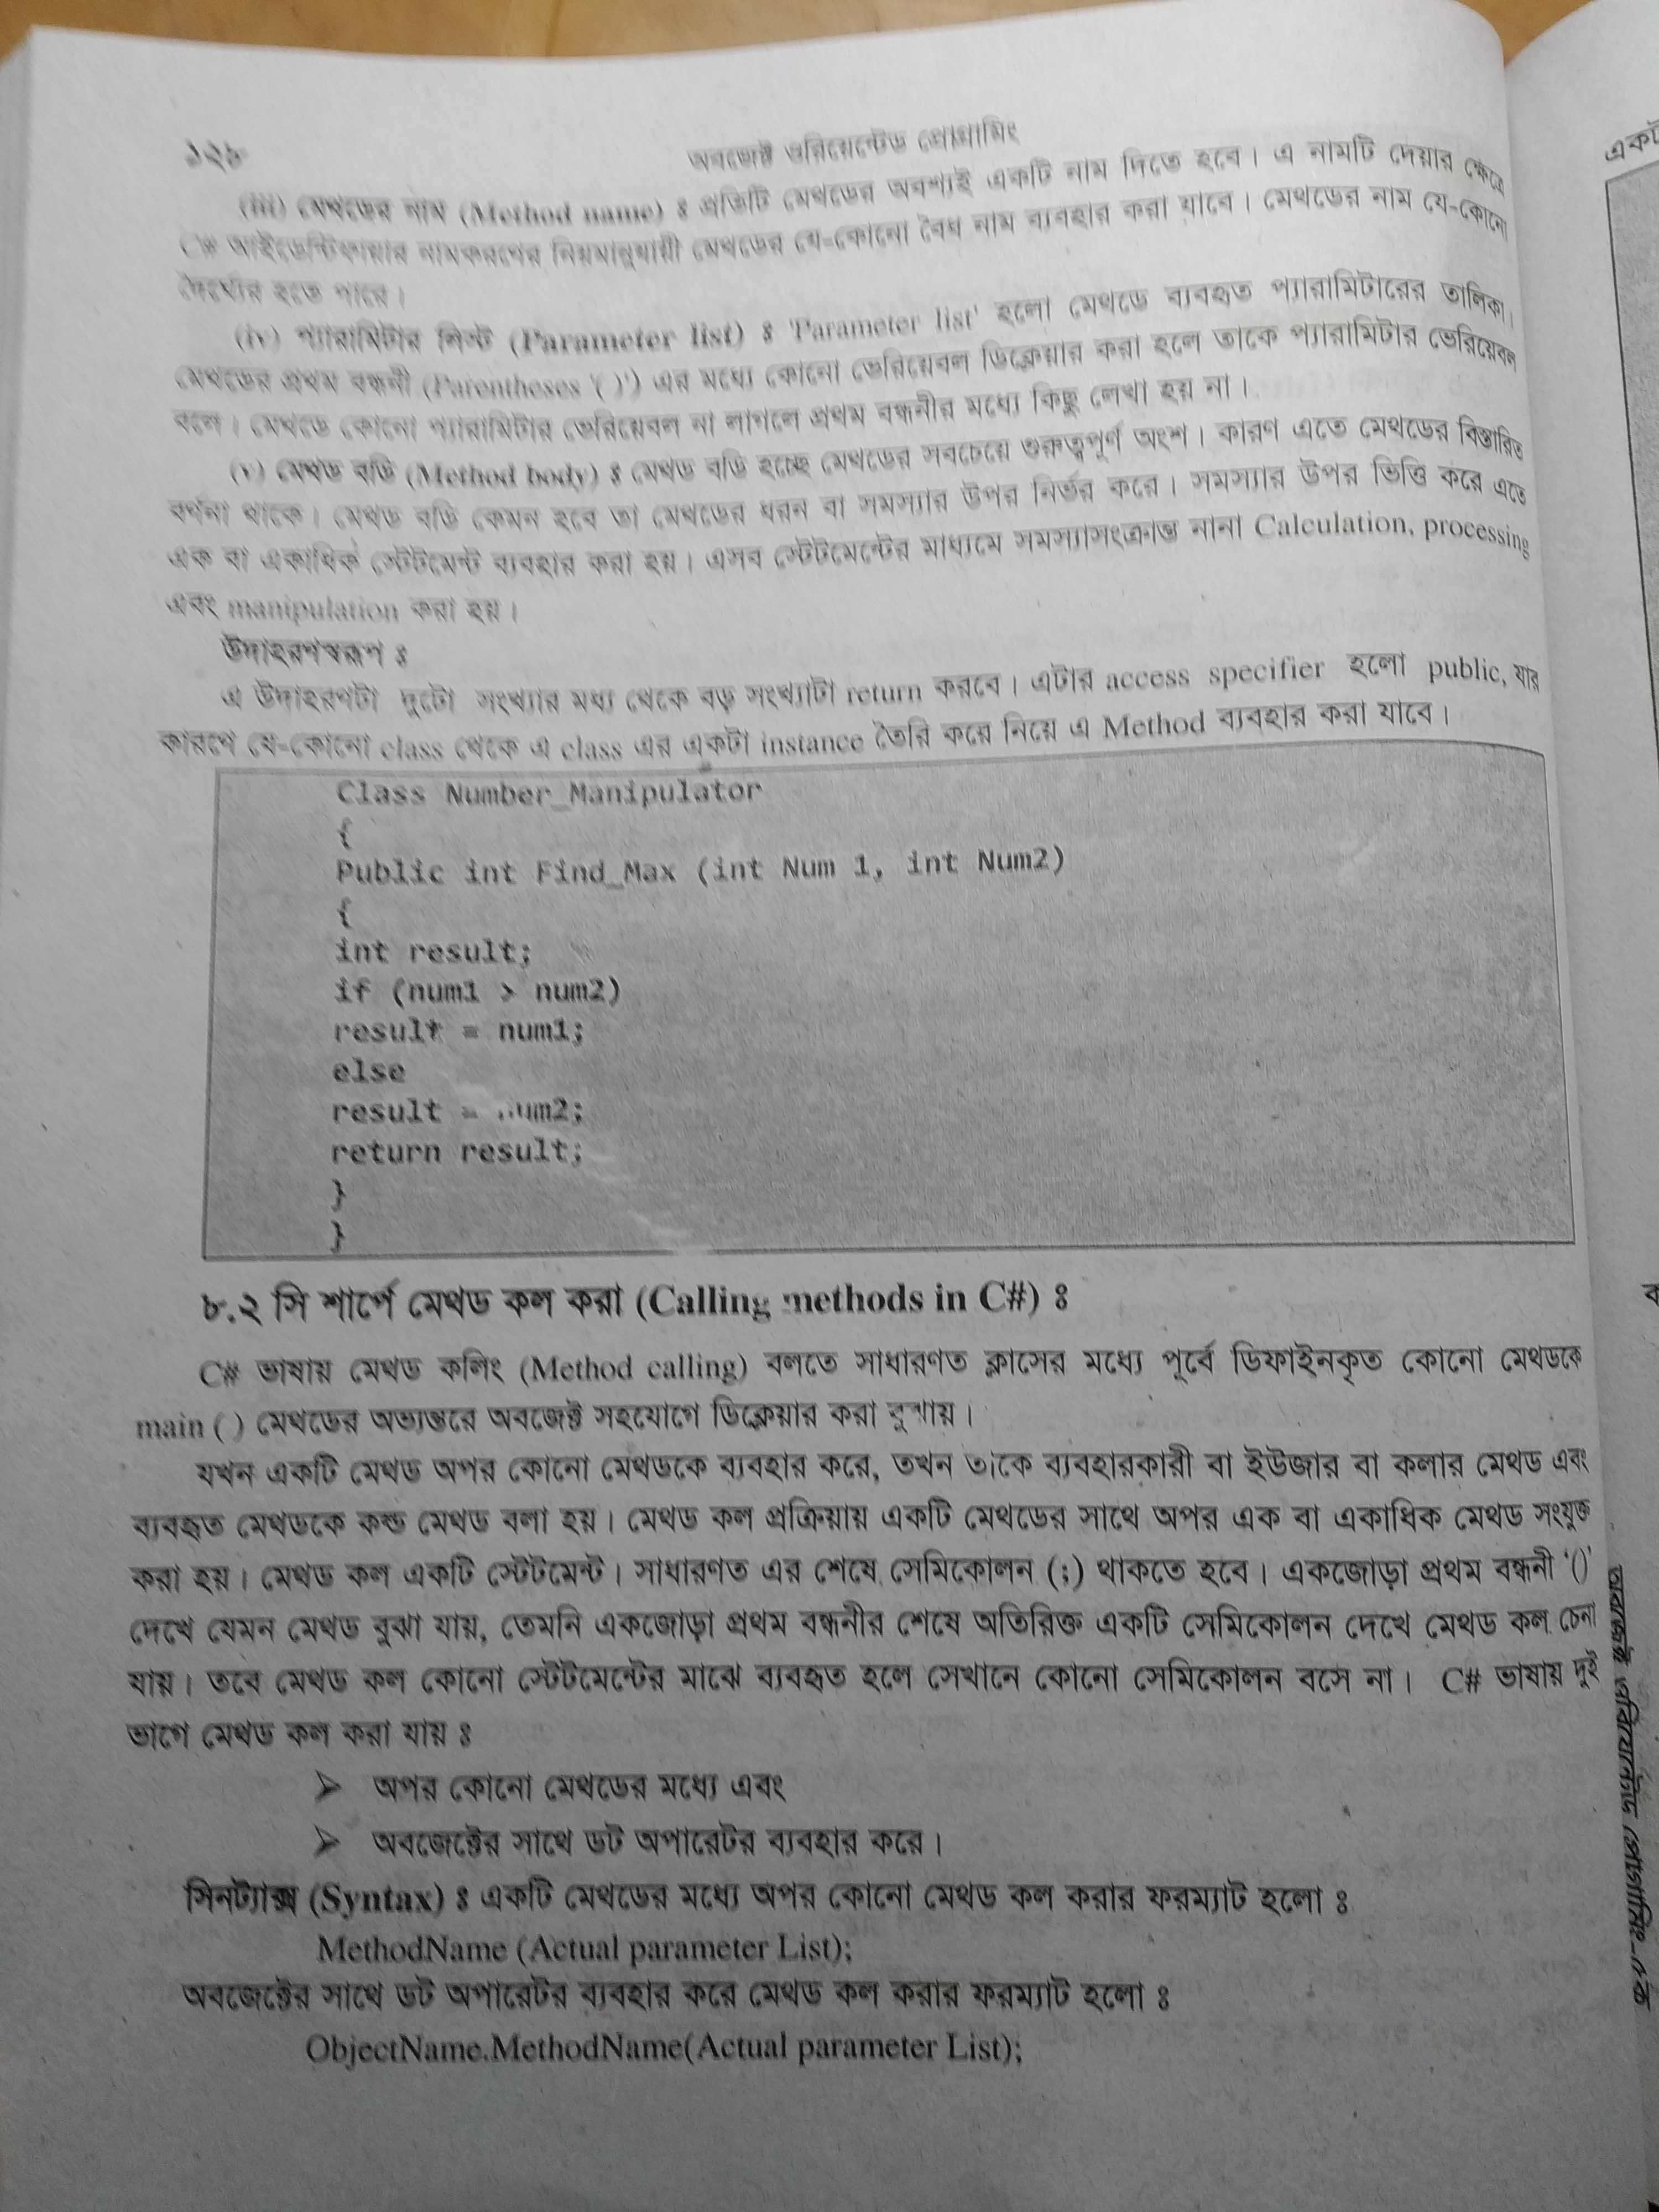 ১২৮
অবজেক্ট ওরিয়েন্টেড প্রোগ্রামিং
(iii) মেথডের নাম (Method name) ঃ প্রতিটি মেথডের অবশ্যই একটি নাম দিতে হবে। এ নামটি দেয়ার ক্ষেত্রে
C# আইডেন্টিফায়ার নামকরণের নিয়মানুযায়ী মেথডের যে-কোনো বৈধ নাম ব্যবহার করা যাবে। মেথডের নাম যে-কোনো
দৈর্ঘ্যের হতে পারে।
(iv) প্যারামিটার লিস্ট (Parameter list) ঃ 'Parameter list' হলো মেথডে ব্যবহৃত প্যারামিটারের তালিকা।
মেথডের প্রথম বন্ধনী (Parentheses '( )') এর মধ্যে কোনো ভেরিয়েবল ডিক্লেয়ার করা হলে তাকে প্যারামিটার ভেরিয়েবল
বলে। মেথডে কোনো প্যারামিটার ভেরিয়েবল না লাগলে প্রথম বন্ধনীর মধ্যে কিছু লেখা হয় না।
(v) মেথড বডি (Method body) ঃ মেথড বডি হচ্ছে মেথডের সবচেয়ে গুরুত্বপূর্ণ অংশ। কারণ এতে মেথডের বিস্তারিত
বর্ণনা থাকে। মেথড বডি কেমন হবে তা মেথডের ধরন বা সমস্যার উপর নির্ভর করে। সমস্যার উপর ভিত্তি করে এতে
এক বা একাধিক স্টেটমেন্ট ব্যবহার করা হয়। এসব স্টেটমেন্টের মাধ্যমে সমস্যাসংক্রান্ত নানা Calculation, processing
এবং manipulation করা হয়।
উদাহরণস্বরূপ ঃ
এ উদাহরণটা দুটো সংখ্যার মধ্য থেকে বড় সংখ্যাটা return করবে। এটার access specifier হলো public, যার
কারণে যে-কোনো class থেকে এ class এর একটা instance তৈরি করে নিয়ে এ Method ব্যবহার করা যাবে।
Class Number_Manipulator
{
Public int Find_Max (int Num 1, int Num2)
{
int result;
if (num1 > num2)
result = num1;
else
result = num2;
return result;
}
}
৮.২ সি শার্পে মেথড কল করা (Calling methods in C#) ঃ
C# ভাষায় মেথড কলিং (Method calling) বলতে সাধারণত ক্লাসের মধ্যে পূর্বে ডিফাইনকৃত কোনো মেথডকে
main ( ) মেথডের অভ্যন্তরে অবজেক্ট সহযোগে ডিক্লেয়ার করা বুঝায়।
যখন একটি মেথড অপর কোনো মেথডকে ব্যবহার করে, তখন তাকে ব্যবহারকারী বা ইউজার বা কলার মেথড এবং
ব্যবহৃত মেথডকে কল্ড মেথড বলা হয়। মেথড কল প্রক্রিয়ায় একটি মেথডের সাথে অপর এক বা একাধিক মেথড সংযুক্ত
করা হয়। মেথড কল একটি স্টেটমেন্ট। সাধারণত এর শেষে সেমিকোলন (;) থাকতে হবে। একজোড়া প্রথম বন্ধনী '()'
দেখে যেমন মেথড বুঝা যায়, তেমনি একজোড়া প্রথম বন্ধনীর শেষে অতিরিক্ত একটি সেমিকোলন দেখে মেথড কল চেনা
যায়। তবে মেথড কল কোনো স্টেটমেন্টের মাঝে ব্যবহৃত হলে সেখানে কোনো সেমিকোলন বসে না। C# ভাষায় দুই
ভাগে মেথড কল করা যায় ঃ
➢ অপর কোনো মেথডের মধ্যে এবং
➢ অবজেক্টের সাথে ডট অপারেটর ব্যবহার করে।
সিনট্যাক্স (Syntax) ঃ একটি মেথডের মধ্যে অপর কোনো মেথড কল করার ফরম্যাট হলো ঃ
MethodName (Actual parameter List);
অবজেক্টের সাথে ডট অপারেটর ব্যবহার করে মেথড কল করার ফরম্যাট হলো ঃ
ObjectName.MethodName(Actual parameter List);